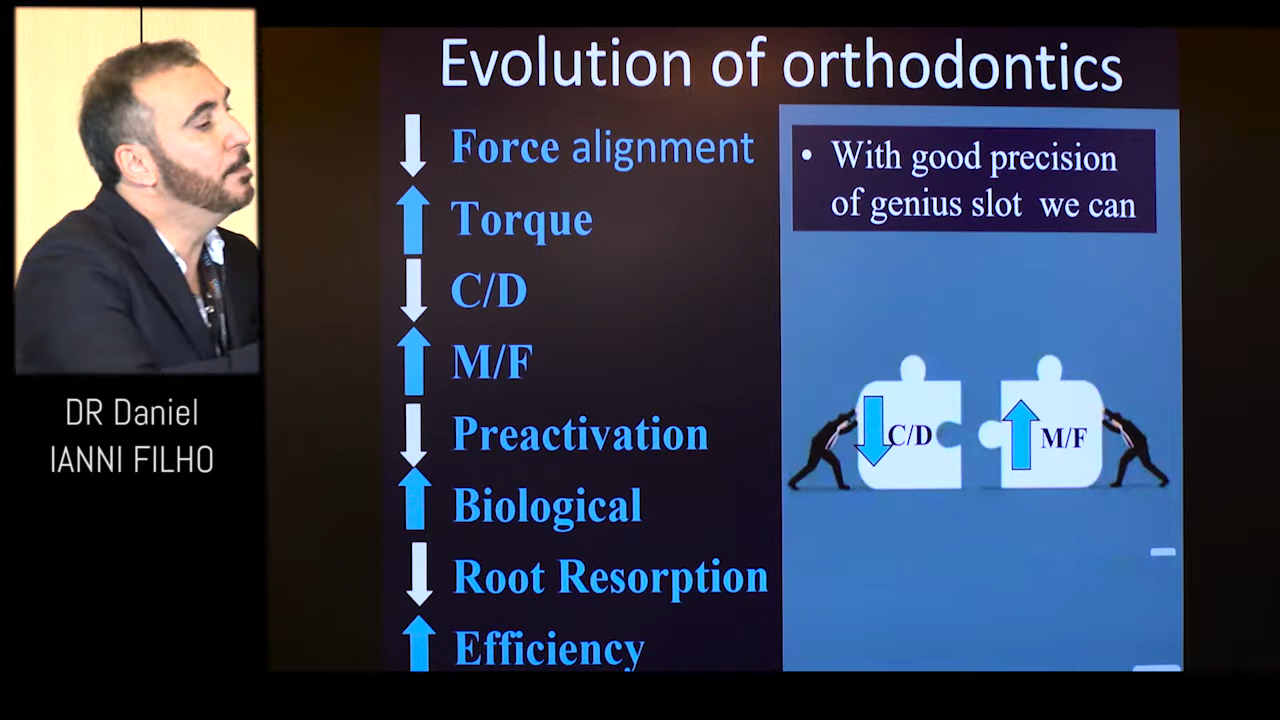 Evolution of orthodontics
Force alignment
Torque
C/D
M/F
Preactivation
Biological
Root Resorption
Efficiency
• With good precision
of genius slot we can
C/D
M/F
DR Daniel
IANNI FILHO